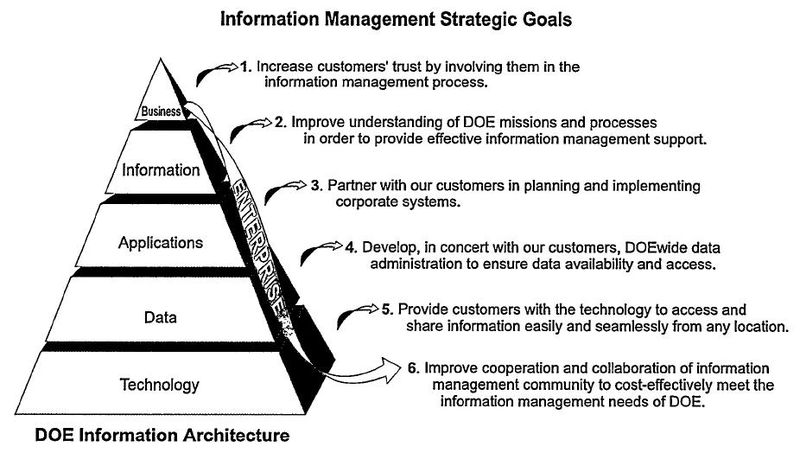 Information Management Strategic Goals
1. Increase customers' trust by involving them in the
information management process.
2. Improve understanding of DOE missions and processes
in order to provide effective information management support.
3. Partner with our customers in planning and implementing
corporate systems.
4. Develop, in concert with our customers, DOEwide data
administration to ensure data availability and access.
5. Provide customers with the technology to access and
share information easily and seamlessly from any location.
6. Improve cooperation and collaboration of information
management community to cost-effectively meet the
information management needs of DOE.
Business
Information
Applications
Data
Technology
ENTERPRISE
DOE Information Architecture